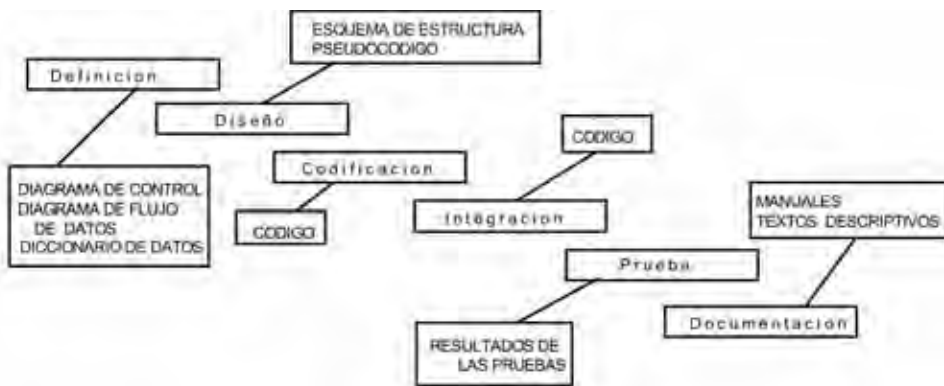 ESQUEMA DE ESTRUCTURA
PSEUDOCODIGO
Definicion
Diseño
CODIGO
Codificacion
DIAGRAMA DE CONTROL
DIAGRAMA DE FLUJO
DE DATOS
DICCIONARIO DE DATOS
CODIGO
Integracion
MANUALES
TEXTOS DESCRIPTIVOS
Prueba
Documentacion
RESULTADOS DE
LAS PRUEBAS